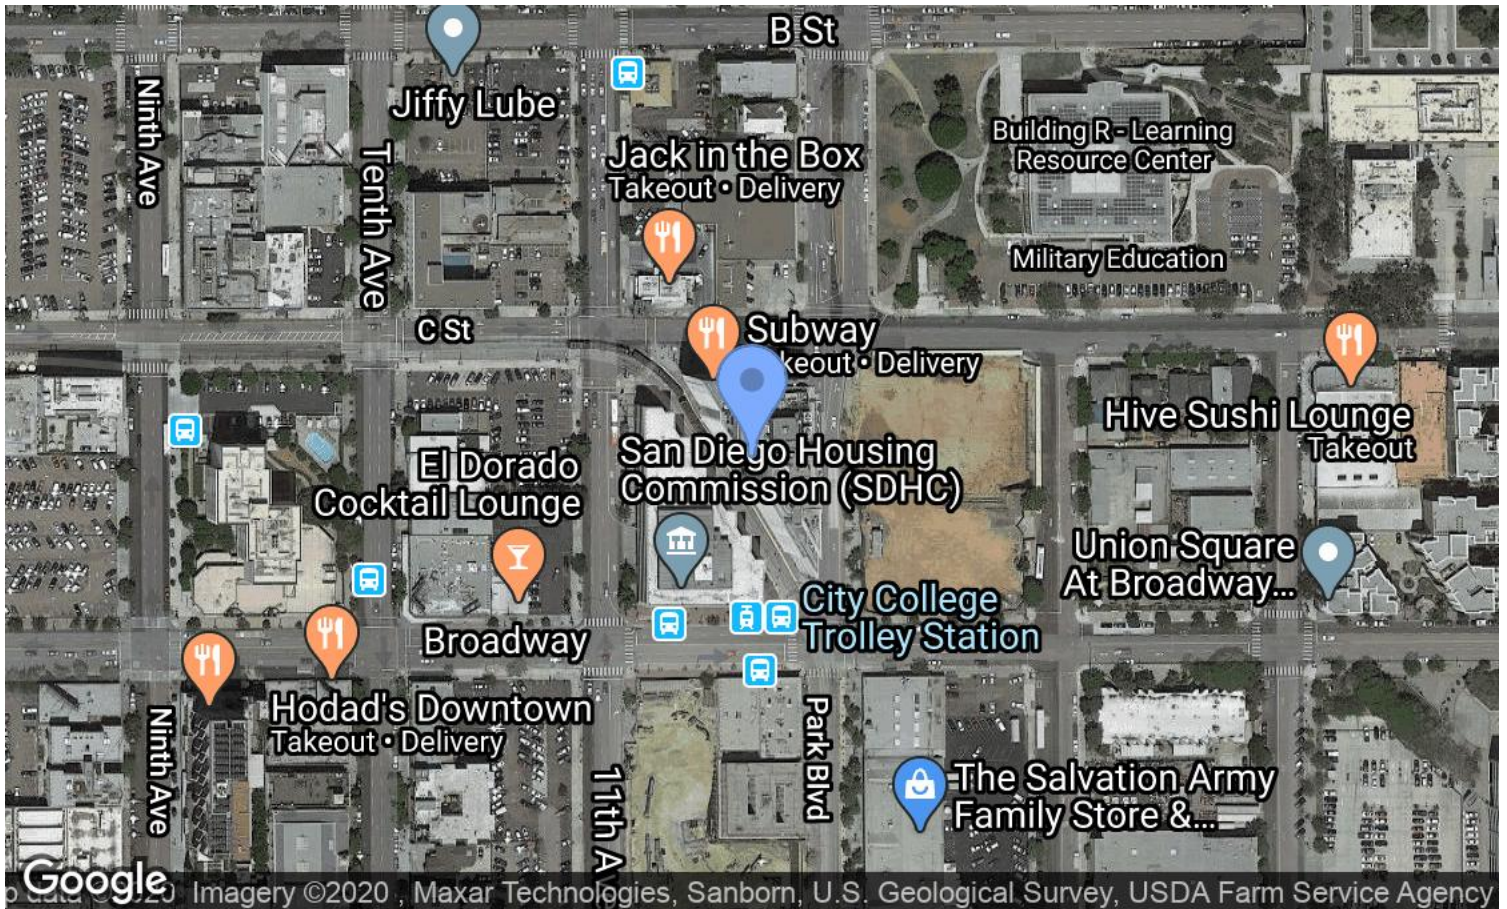 B St
Ninth Ave
Jiffy Lube
Tenth Ave
Jack in the Box
Takeout • Delivery
Building R - Learning
Resource Center
Military Education
C St
Subway
keout • Delivery
Hive Sushi Lounge
Takeout
El Dorado
Cocktail Lounge
San Diego Housing
Commission (SDHC)
Union Square
At Broadway...
City College
Trolley Station
Broadway
Hodad's Downtown
Takeout • Delivery
Ninth Ave
11th Av
Park Blvd
The Salvation Army
Family Store &...
Google
Imagery ©2020 , Maxar Technologies, Sanborn, U.S. Geological Survey, USDA Farm Service Agency